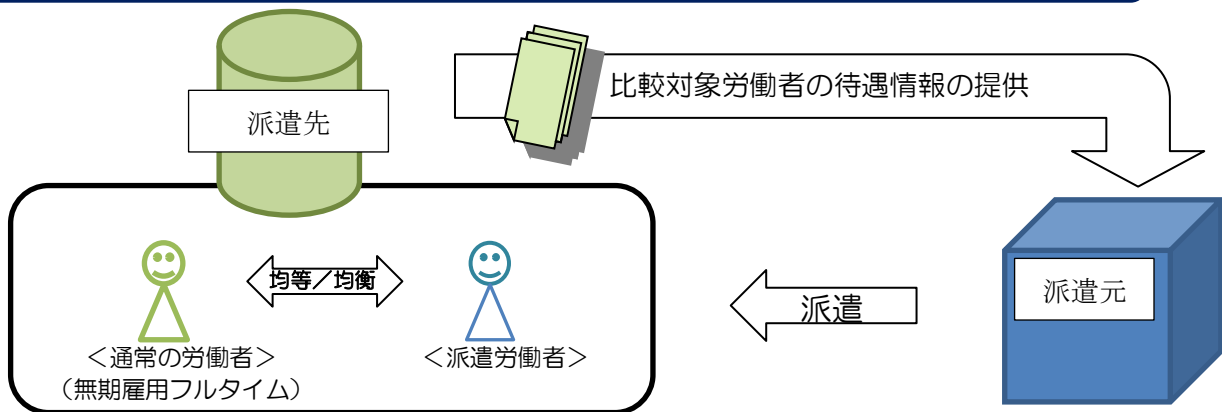 比較対象労働者の待遇情報の提供
派遣先
均等／均衡
派遣
派遣元
＜通常の労働者＞
（無期雇用フルタイム）
＜派遣労働者＞